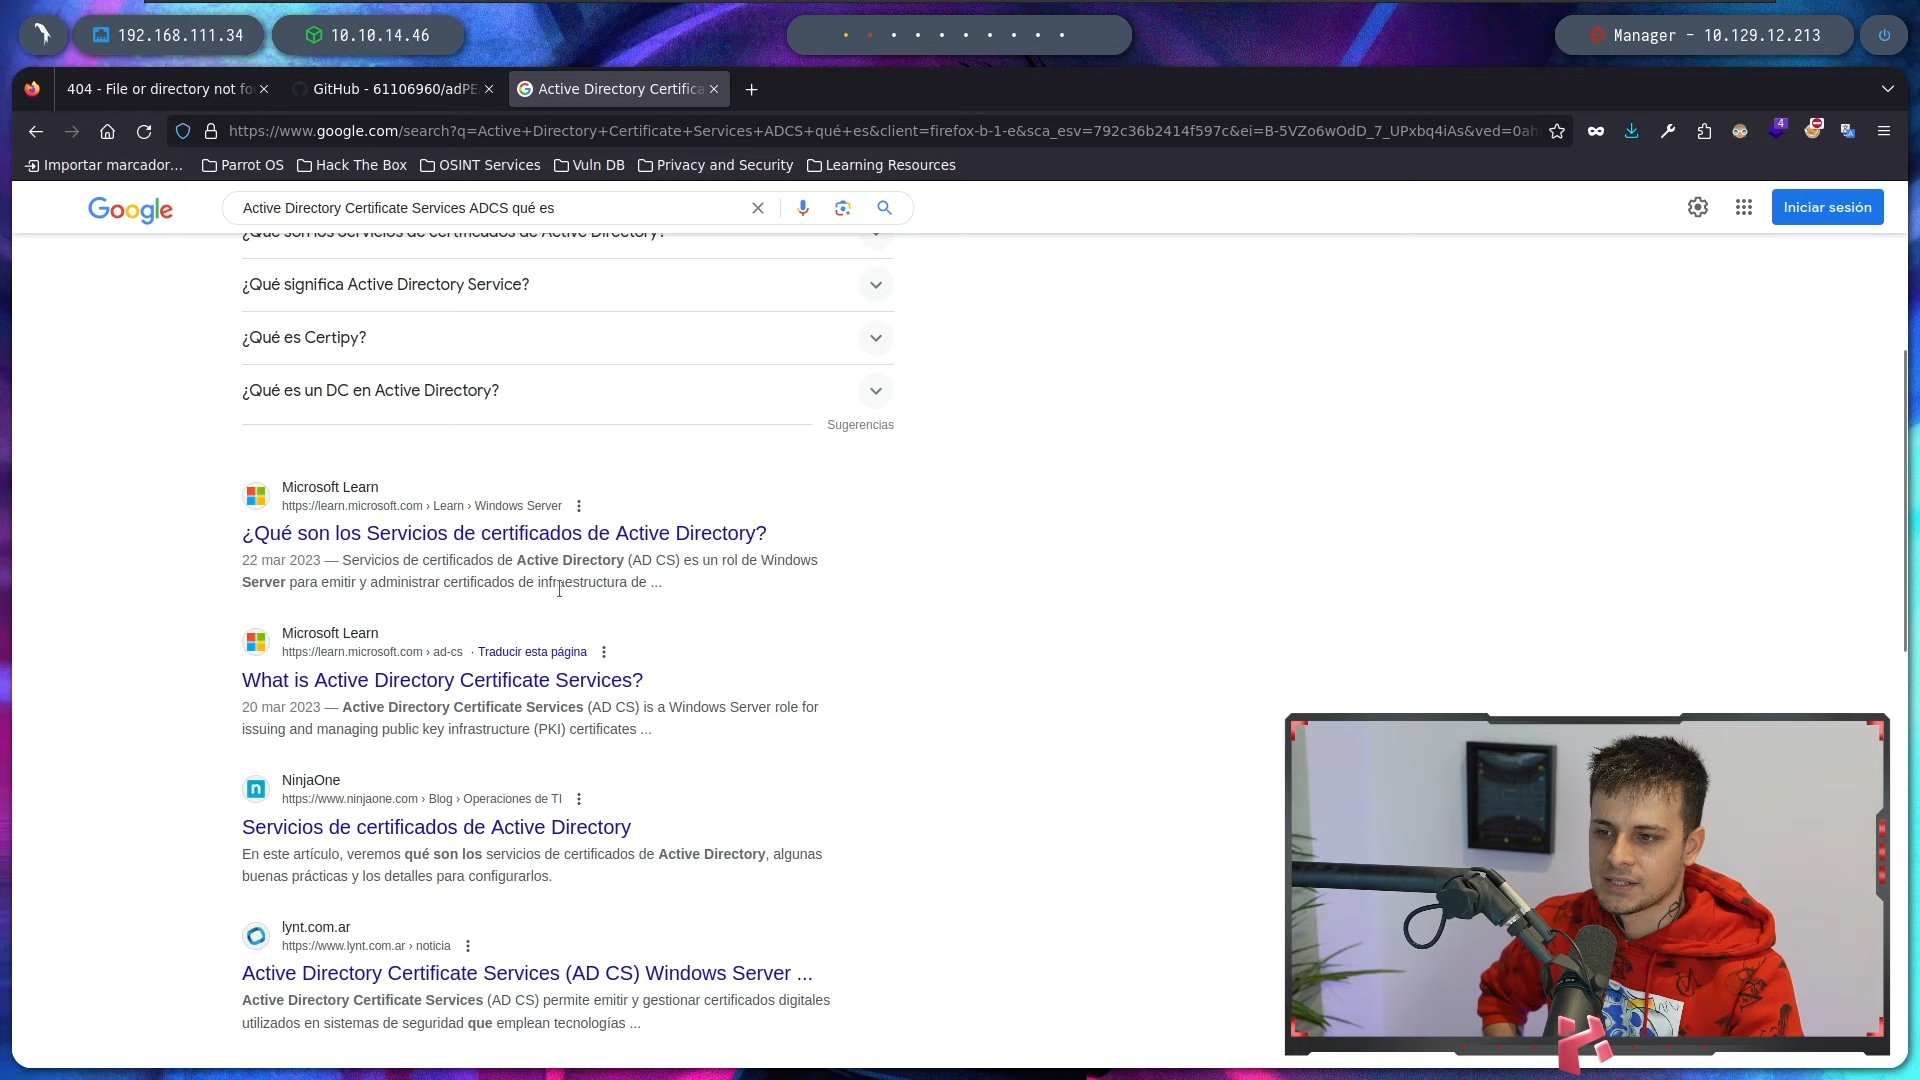 192.168.111.34
10.10.14.46
Manager - 10.129.12.213
404 - File or directory not fo
GitHub - 61106960/adPE
Active Directory Certifica
https://www.google.com/search?q=Active+Directory+Certificate+Services+ADCS+qué+es&client=firefox-b-1-e&sca_esv=792c36b2414f597c&ei=B-5VZo6wOdD_7_UPxbq4iAs&ved=0ah
4
Importar marcador...
Parrot OS
Hack The Box
OSINT Services
Vuln DB
Privacy and Security
Learning Resources
Google
Active Directory Certificate Services ADCS qué es
Iniciar sesión
¿Qué son los Servicios de certificados de Active Directory?
¿Qué significa Active Directory Service?
¿Qué es Certipy?
¿Qué es un DC en Active Directory?
Sugerencias
Microsoft Learn
https://learn.microsoft.com › Learn › Windows Server
¿Qué son los Servicios de certificados de Active Directory?
22 mar 2023 — Servicios de certificados de Active Directory (AD CS) es un rol de Windows
Server para emitir y administrar certificados de infraestructura de ...
Microsoft Learn
https://learn.microsoft.com › ad-cs · Traducir esta página
What is Active Directory Certificate Services?
20 mar 2023 — Active Directory Certificate Services (AD CS) is a Windows Server role for
issuing and managing public key infrastructure (PKI) certificates ...
NinjaOne
https://www.ninjaone.com › Blog › Operaciones de TI
Servicios de certificados de Active Directory
En este artículo, veremos qué son los servicios de certificados de Active Directory, algunas
buenas prácticas y los detalles para configurarlos.
lynt.com.ar
https://www.lynt.com.ar › noticia
Active Directory Certificate Services (AD CS) Windows Server ...
Active Directory Certificate Services (AD CS) permite emitir y gestionar certificados digitales
utilizados en sistemas de seguridad que emplean tecnologías ...